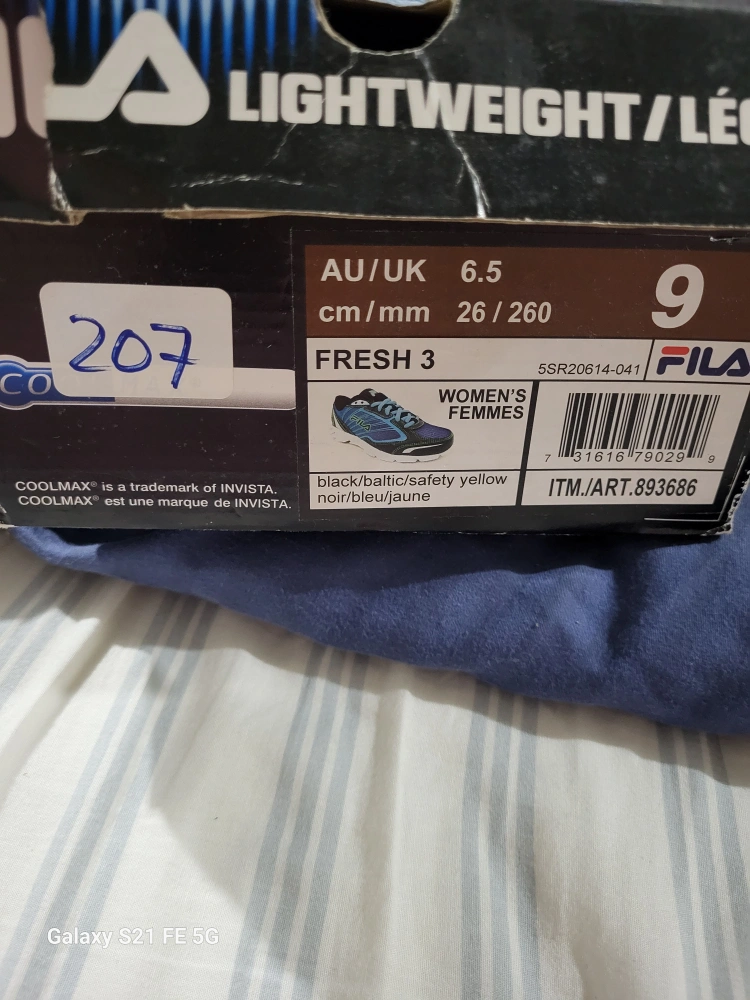 LIGHTWEIGHT/LÉG
AU/UK 6.5
cm/mm 26 / 260
9
207
FRESH 3
5SR20614-041
FILA
WOMEN'S
FEMMES
7 31616 79029 9
COOLMAX® is a trademark of INVISTA.
COOLMAX® est une marque de INVISTA.
black/baltic/safety yellow
noir/bleu/jaune
ITM./ART.893686
Galaxy S21 FE 5G